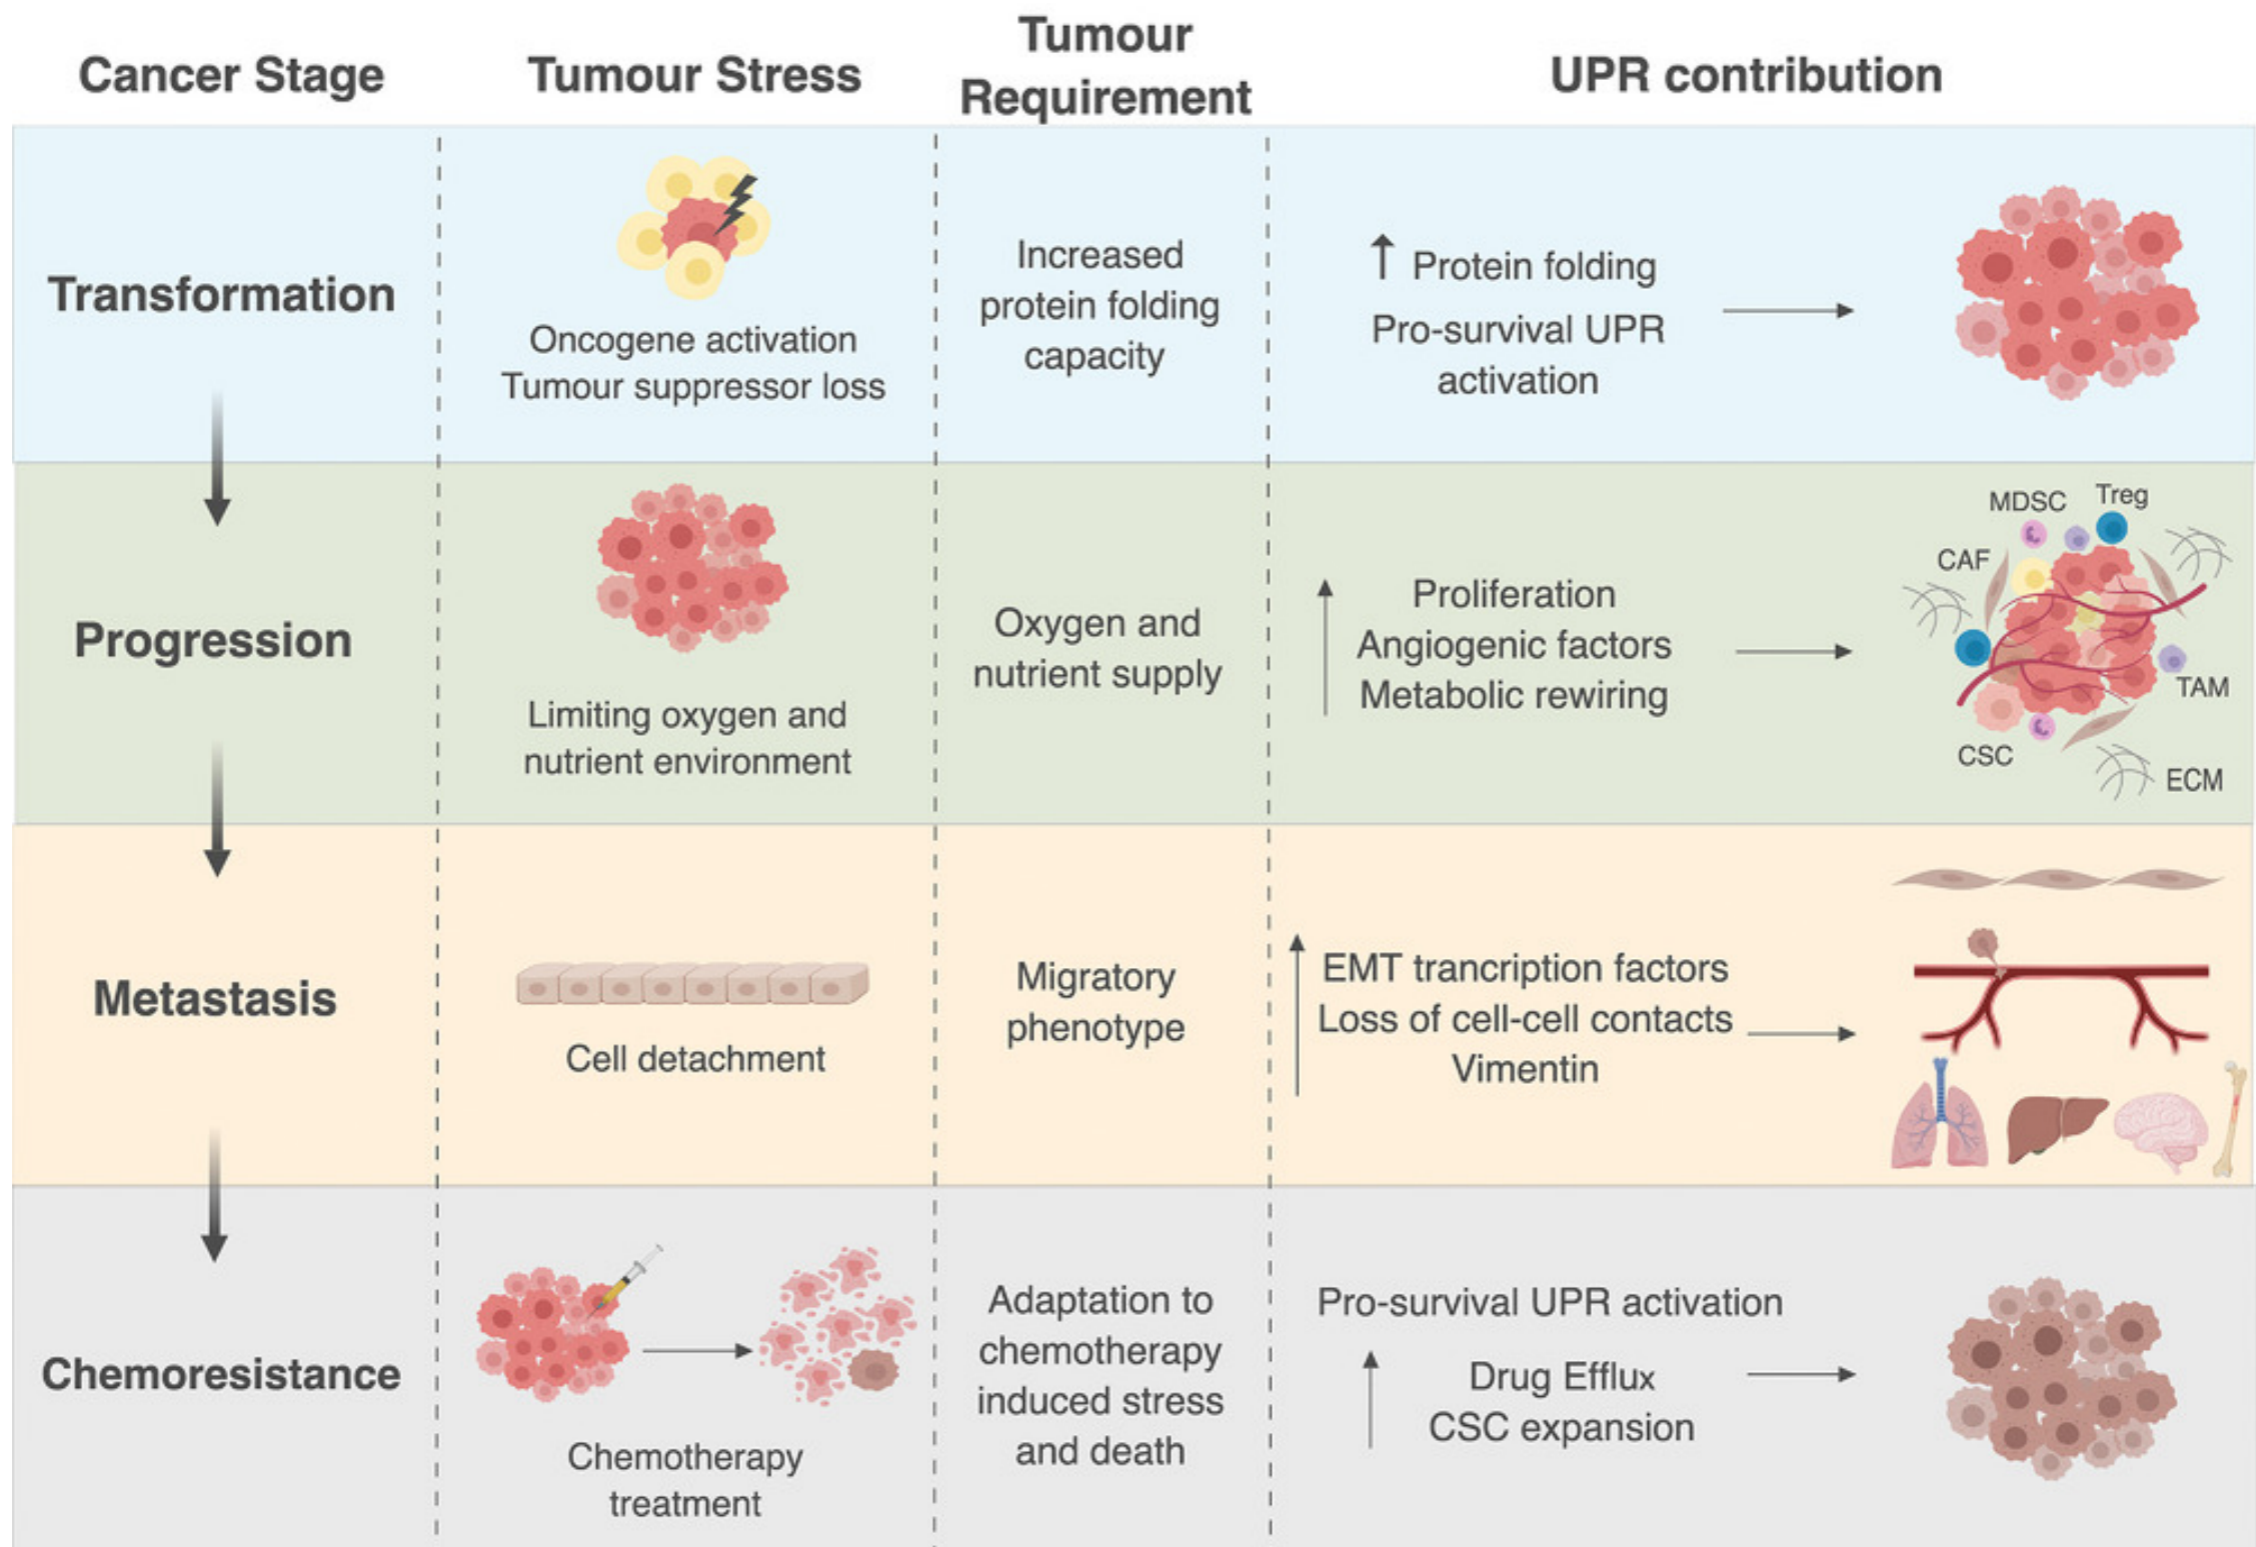 Cancer Stage
Tumour Stress
Tumour
Requirement
UPR contribution
Transformation
Oncogene activation
Tumour suppressor loss
Increased
protein folding
capacity
↑ Protein folding
Pro-survival UPR
activation
Progression
Limiting oxygen and
nutrient environment
Oxygen and
nutrient supply
Proliferation
Angiogenic factors
Metabolic rewiring
MDSC
Treg
CAF
TAM
CSC
ECM
Metastasis
Cell detachment
Migratory
phenotype
EMT trancription factors
Loss of cell-cell contacts
Vimentin
Chemoresistance
Chemotherapy
treatment
Adaptation to
chemotherapy
induced stress
and death
Pro-survival UPR activation
Drug Efflux
CSC expansion